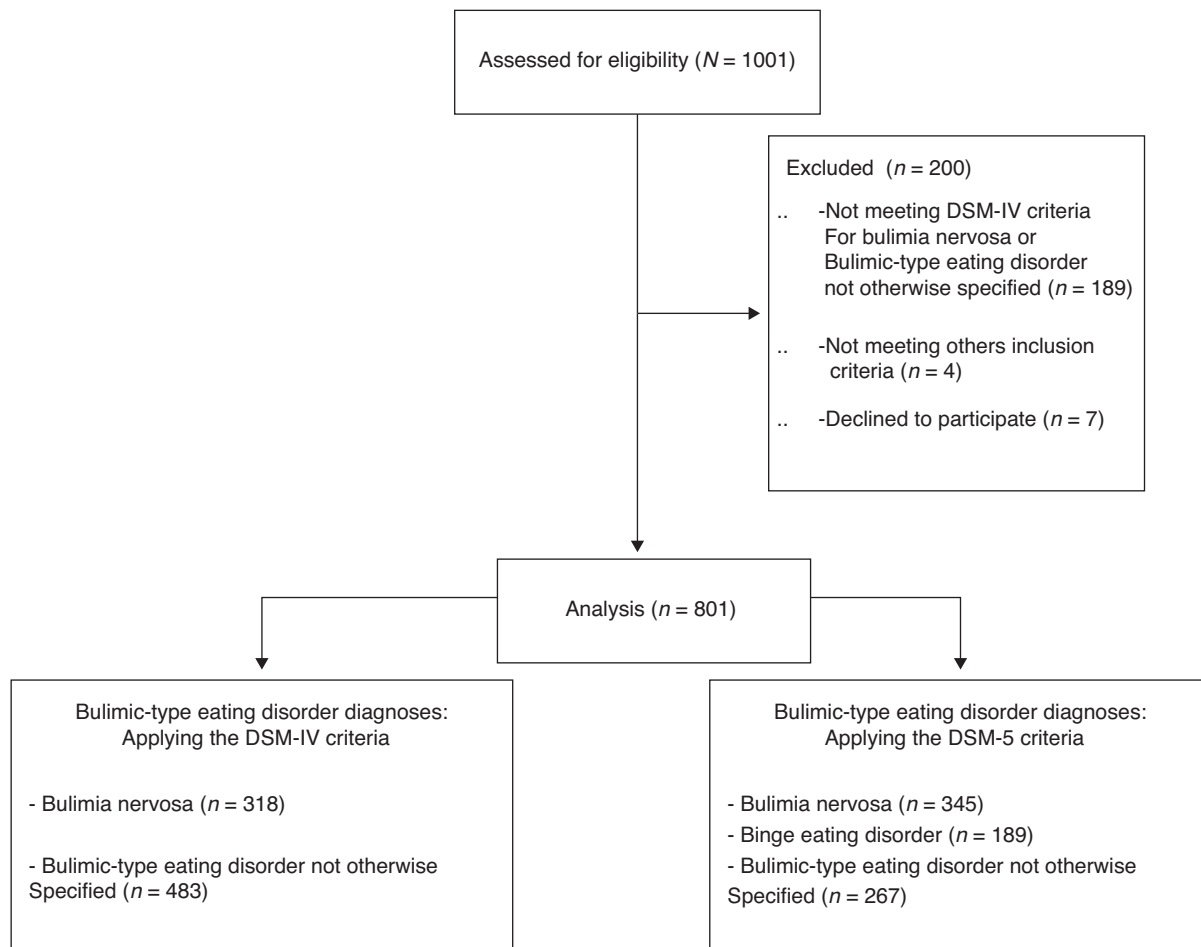 Assessed for eligibility (N = 1001)
Excluded (n = 200)
.. -Not meeting DSM-IV criteria
For bulimia nervosa or
Bulimic-type eating disorder
not otherwise specified (n = 189)
.. -Not meeting others inclusion
criteria (n = 4)
.. -Declined to participate (n = 7)
Analysis (n = 801)
Bulimic-type eating disorder diagnoses:
Applying the DSM-IV criteria
- Bulimia nervosa (n = 318)
- Bulimic-type eating disorder not otherwise
Specified (n = 483)
Bulimic-type eating disorder diagnoses:
Applying the DSM-5 criteria
- Bulimia nervosa (n = 345)
- Binge eating disorder (n = 189)
- Bulimic-type eating disorder not otherwise
Specified (n = 267)